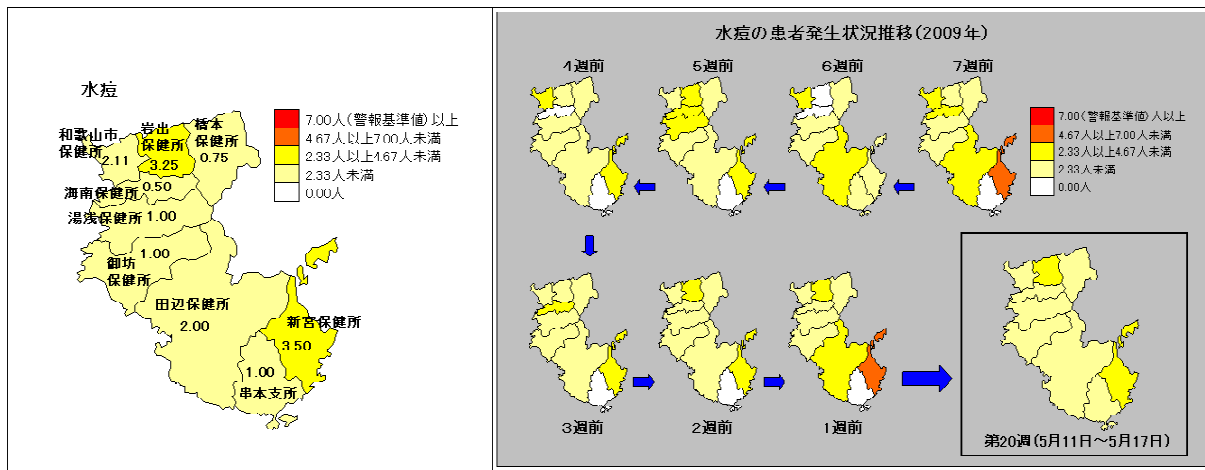 水痘
7.00人(警報基準値)以上
4.67人以上7.00人未満
2.33人以上4.67人未満
2.33人未満
0.00人
和歌山市
保健所
2.11
岩出
保健所
3.25
橋本
保健所
0.75
海南保健所
0.50
湯浅保健所
1.00
御坊
保健所
1.00
田辺保健所
2.00
新宮保健所
3.50
1.00
串本支所
水痘の患者発生状況推移(2009年)
4週前
5週前
6週前
7週前
7.00(警報基準値)人以上
4.67人以上7.00人未満
2.33人以上4.67人未満
2.33人未満
0.00人
3週前
2週前
1週前
第20週(5月11日~5月17日)